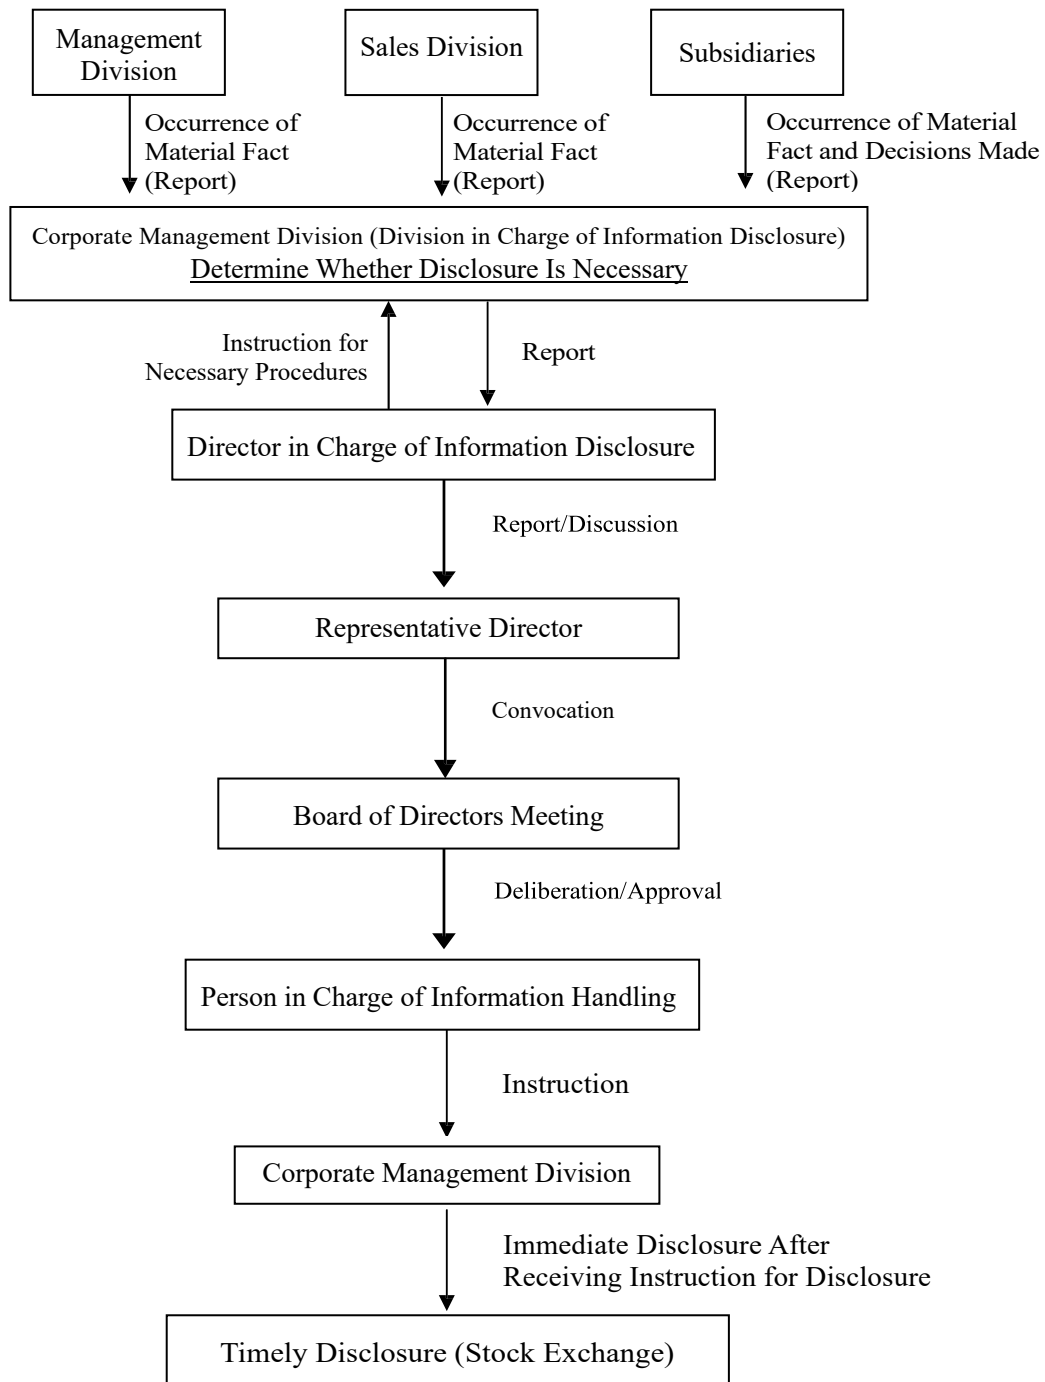 Management
Division
Sales Division
Subsidiaries
Occurrence of
Material Fact
(Report)
Occurrence of
Material Fact
(Report)
Occurrence of Material
Fact and Decisions Made
(Report)
Corporate Management Division (Division in Charge of Information Disclosure)
Determine Whether Disclosure Is Necessary
Instruction for
Necessary Procedures
Report
Director in Charge of Information Disclosure
Report/Discussion
Representative Director
Convocation
Board of Directors Meeting
Deliberation/Approval
Person in Charge of Information Handling
Instruction
Corporate Management Division
Immediate Disclosure After
Receiving Instruction for Disclosure
Timely Disclosure (Stock Exchange)